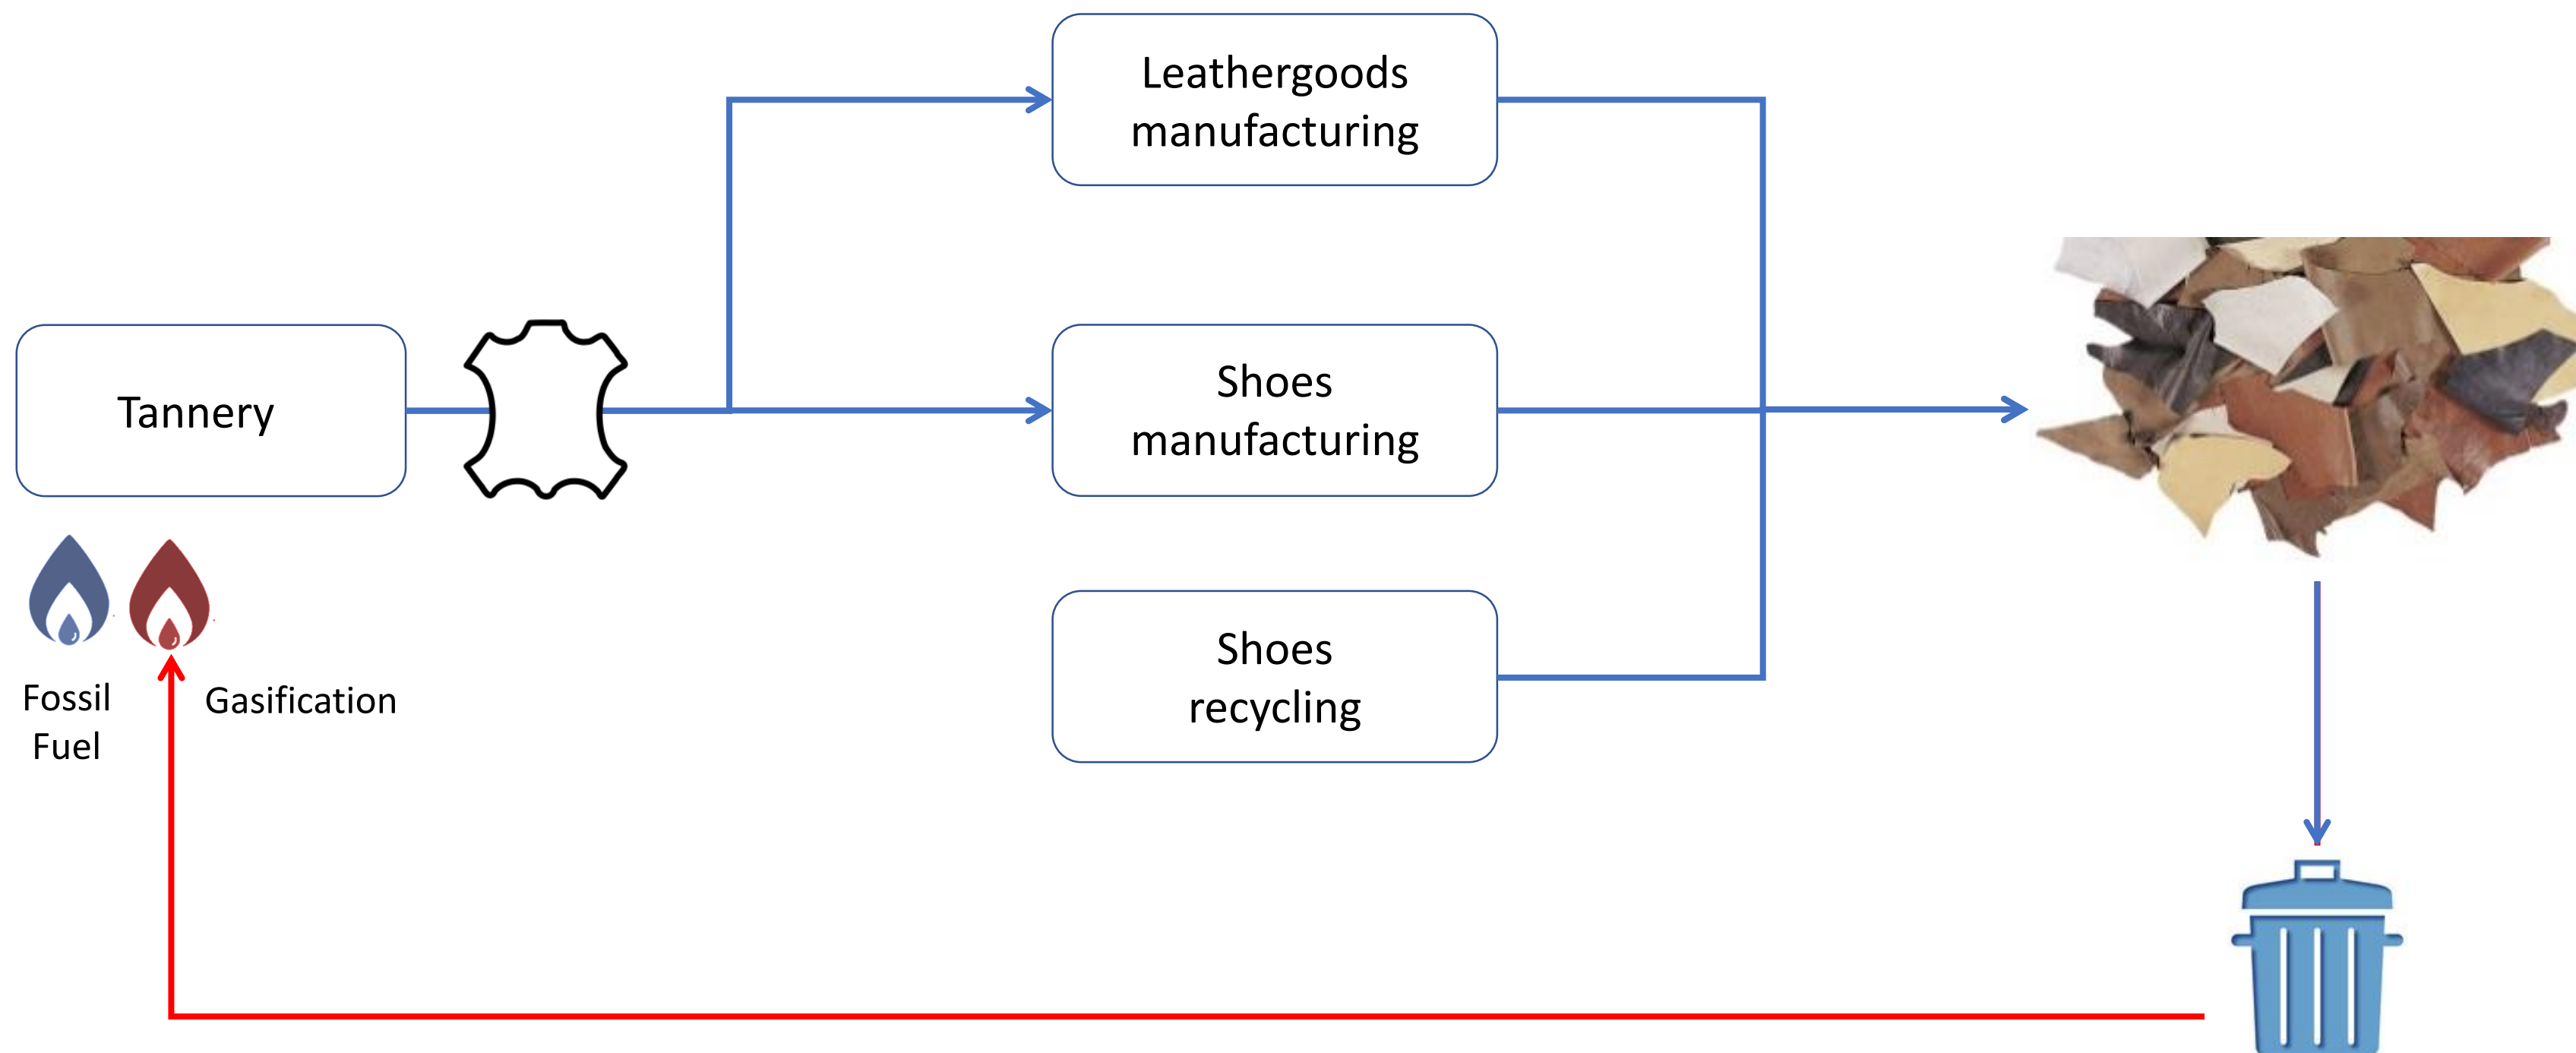 Leathergoods
manufacturing
Tannery
Shoes
manufacturing
Shoes
recycling
Fossil
Fuel
Gasification